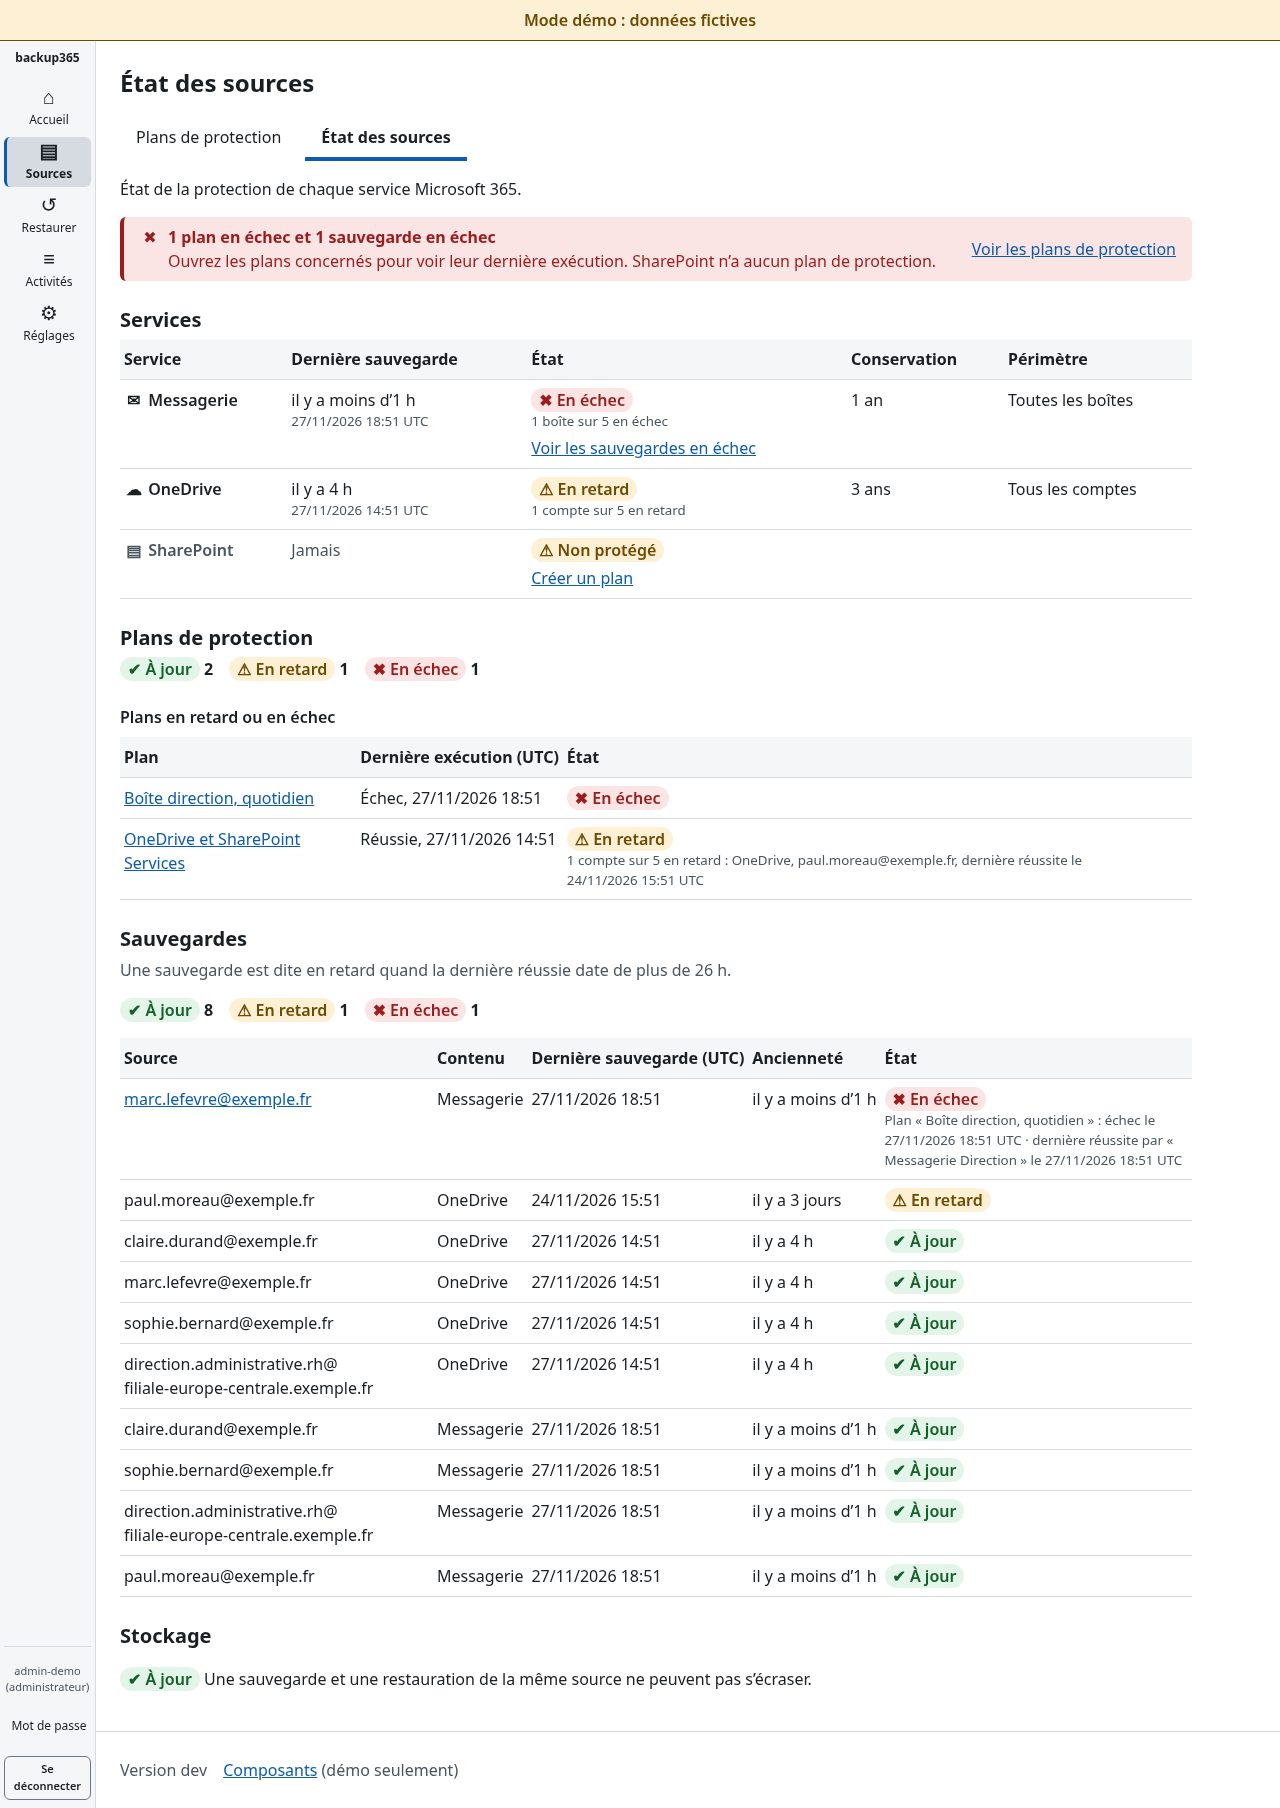 Mode démo : données fictives
backup365
Accueil
Sources
Restaurer
Activités
Réglages
admin-demo
(administrateur)
Mot de passe
Se
déconnecter
État des sources
Plans de protection État des sources
État de la protection de chaque service Microsoft 365.
✖ 1 plan en échec et 1 sauvegarde en échec
Ouvrez les plans concernés pour voir leur dernière exécution. SharePoint n’a aucun plan de protection.
Voir les plans de protection
Services
Service Dernière sauvegarde État Conservation Périmètre
✉ Messagerie il y a moins d’1 h ✖ En échec 1 an Toutes les boîtes
27/11/2026 18:51 UTC 1 boîte sur 5 en échec
Voir les sauvegardes en échec
☁ OneDrive il y a 4 h ⚠ En retard 3 ans Tous les comptes
27/11/2026 14:51 UTC 1 compte sur 5 en retard
▤ SharePoint Jamais ⚠ Non protégé
Créer un plan
Plans de protection
✔ À jour 2 ⚠ En retard 1 ✖ En échec 1
Plans en retard ou en échec
Plan Dernière exécution (UTC) État
Boîte direction, quotidien Échec, 27/11/2026 18:51 ✖ En échec
OneDrive et SharePoint Réussie, 27/11/2026 14:51 ⚠ En retard
Services 1 compte sur 5 en retard : OneDrive, paul.moreau@exemple.fr, dernière réussite le
24/11/2026 15:51 UTC
Sauvegardes
Une sauvegarde est dite en retard quand la dernière réussie date de plus de 26 h.
✔ À jour 8 ⚠ En retard 1 ✖ En échec 1
Source Contenu Dernière sauvegarde (UTC) Ancienneté État
marc.lefevre@exemple.fr Messagerie 27/11/2026 18:51 il y a moins d’1 h ✖ En échec
Plan « Boîte direction, quotidien » : échec le
27/11/2026 18:51 UTC · dernière réussite par «
Messagerie Direction » le 27/11/2026 18:51 UTC
paul.moreau@exemple.fr OneDrive 24/11/2026 15:51 il y a 3 jours ⚠ En retard
claire.durand@exemple.fr OneDrive 27/11/2026 14:51 il y a 4 h ✔ À jour
marc.lefevre@exemple.fr OneDrive 27/11/2026 14:51 il y a 4 h ✔ À jour
sophie.bernard@exemple.fr OneDrive 27/11/2026 14:51 il y a 4 h ✔ À jour
direction.administrative.rh@ OneDrive 27/11/2026 14:51 il y a 4 h ✔ À jour
filiale-europe-centrale.exemple.fr
claire.durand@exemple.fr Messagerie 27/11/2026 18:51 il y a moins d’1 h ✔ À jour
sophie.bernard@exemple.fr Messagerie 27/11/2026 18:51 il y a moins d’1 h ✔ À jour
direction.administrative.rh@ Messagerie 27/11/2026 18:51 il y a moins d’1 h ✔ À jour
filiale-europe-centrale.exemple.fr
paul.moreau@exemple.fr Messagerie 27/11/2026 18:51 il y a moins d’1 h ✔ À jour
Stockage
✔ À jour Une sauvegarde et une restauration de la même source ne peuvent pas s’écraser.
Version dev Composants (démo seulement)